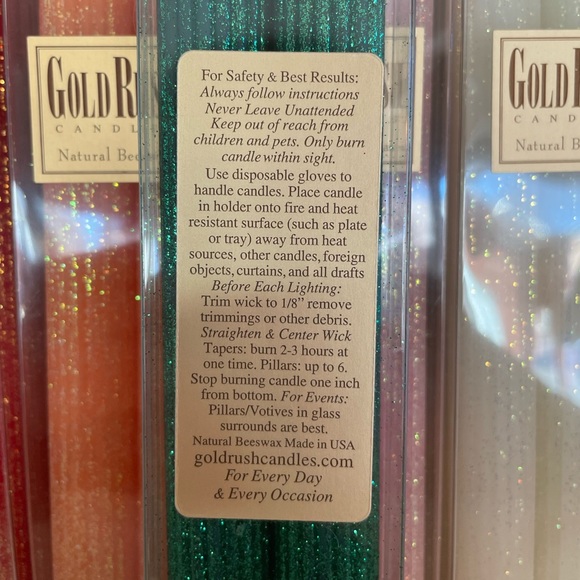 GOLD
CANDL
Natural Bee
For Safety & Best Results:
Always follow instructions
Never Leave Unattended
Keep out of reach from
children and pets. Only burn
candle within sight.
Use disposable gloves to
handle candles. Place candle
in holder onto fire and heat
resistant surface (such as plate
or tray) away from heat
sources, other candles, foreign
objects, curtains, and all drafts
Before Each Lighting:
Trim wick to 1/8” remove
trimmings or other debris.
Straighten & Center Wick
Tapers: burn 2-3 hours at
one time. Pillars: up to 6.
Stop burning candle one inch
from bottom. For Events:
Pillars/Votives in glass
surrounds are best.
Natural Beeswax Made in USA
goldrushcandles.com
For Every Day
& Every Occasion
GOLD
CAND
Natural B